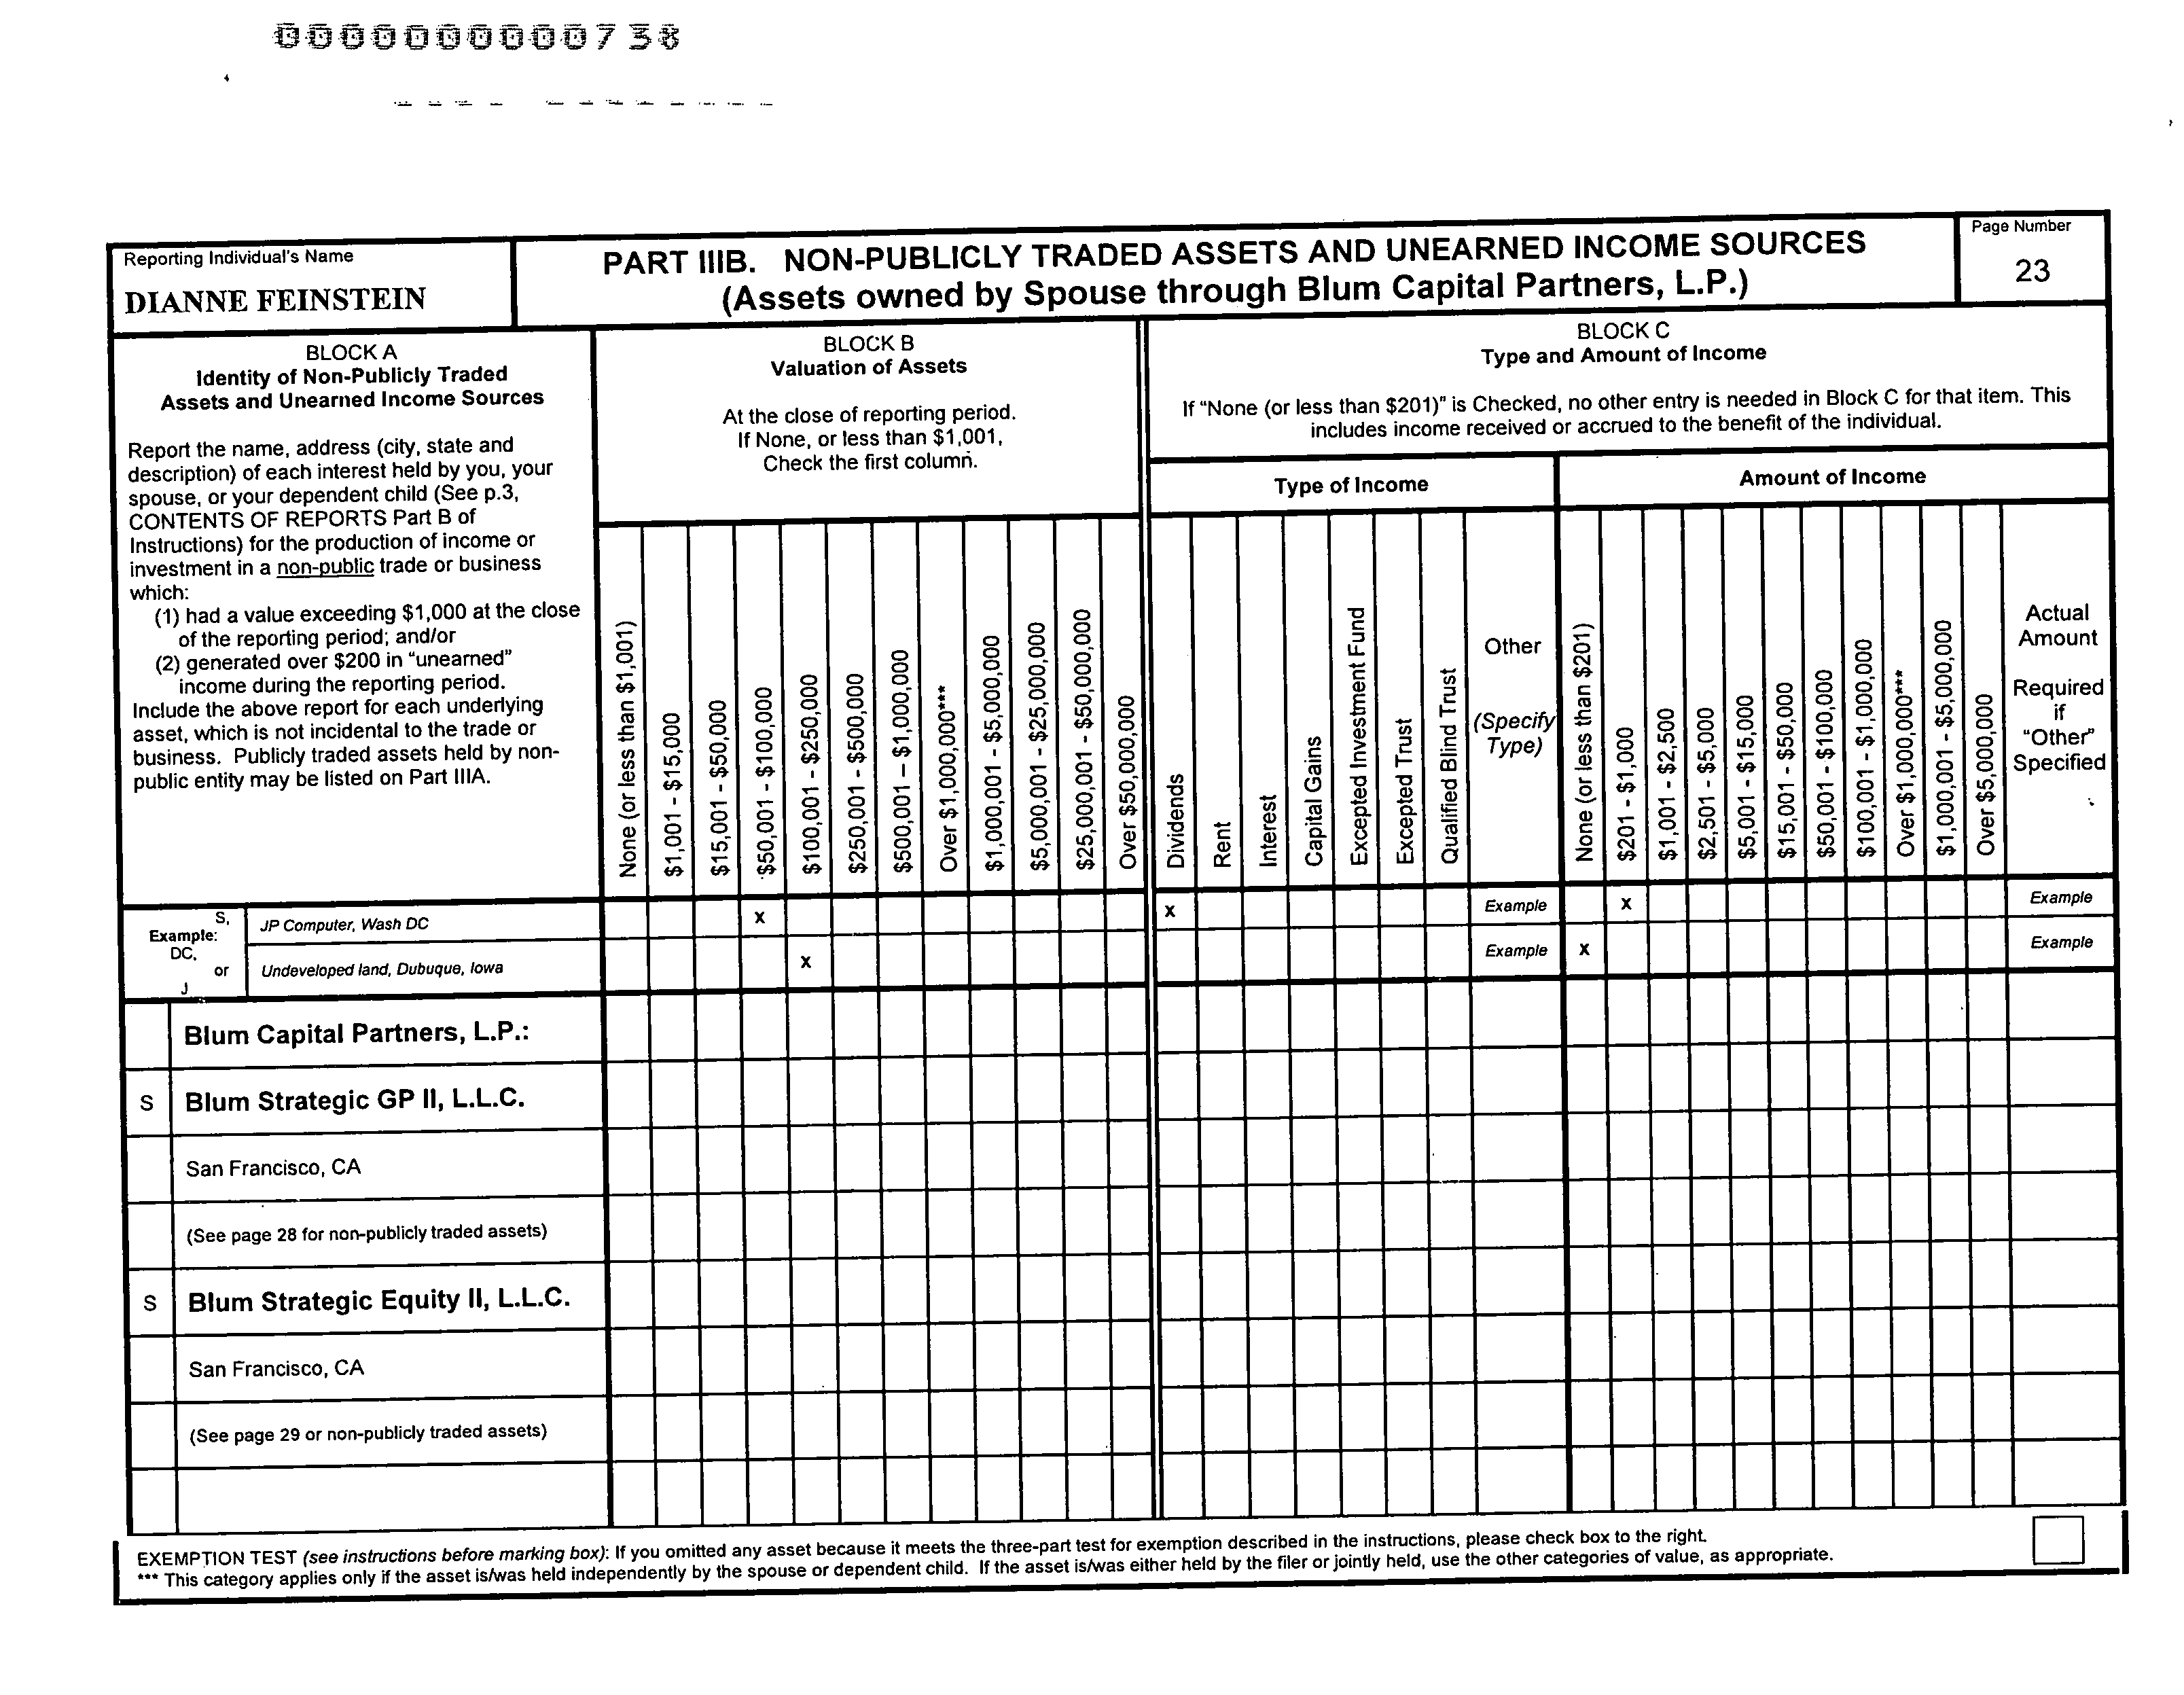 000000000738
Reporting Individual's Name
DIANNE FEINSTEIN
PART IIIB. NON-PUBLICLY TRADED ASSETS AND UNEARNED INCOME SOURCES
(Assets owned by Spouse through Blum Capital Partners, L.P.)
Page Number
23
BLOCK A
Identity of Non-Publicly Traded
Assets and Unearned Income Sources
Report the name, address (city, state and
description) of each interest held by you, your
spouse, or your dependent child (See p.3,
CONTENTS OF REPORTS Part B of
Instructions) for the production of income or
investment in a non-public trade or business
which:
(1) had a value exceeding $1,000 at the close
of the reporting period; and/or
(2) generated over $200 in "unearned"
income during the reporting period.
Include the above report for each underlying
asset, which is not incidental to the trade or
business. Publicly traded assets held by non-
public entity may be listed on Part IIIA.
BLOCK B
Valuation of Assets
At the close of reporting period.
If None, or less than $1,001,
Check the first column.
None (or less than $1,001)
$1,001 - $15,000
$15,001 - $50,000
$50,001 - $100,000
$100,001 - $250,000
$250,001 - $500,000
$500,001 – $1,000,000
Over $1,000,000***
$1,000,001 - $5,000,000
$5,000,001 - $25,000,000
$25,000,001 - $50,000,000
Over $50,000,000
BLOCK C
Type and Amount of Income
If "None (or less than $201)" is Checked, no other entry is needed in Block C for that item. This
includes income received or accrued to the benefit of the individual.
Type of Income
Dividends
Rent
Interest
Capital Gains
Excepted Investment Fund
Excepted Trust
Qualified Blind Trust
Other
(Specify
Type)
Amount of Income
None (or less than $201)
$201 - $1,000
$1,001 - $2,500
$2,501 - $5,000
$5,001 - $15,000
$15,001 - $50,000
$50,001 - $100,000
$100,001 - $1,000,000
Over $1,000,000***
$1,000,001 - $5,000,000
Over $5,000,000
Actual
Amount
Required
if
"Other"
Specified
Example:
S,
DC,
or
J
JP Computer, Wash DC
x
x
Example
x
Example
Undeveloped land, Dubuque, Iowa
x
Example
x
Example
Blum Capital Partners, L.P.:
S
Blum Strategic GP II, L.L.C.
San Francisco, CA
(See page 28 for non-publicly traded assets)
S
Blum Strategic Equity II, L.L.C.
San Francisco, CA
(See page 29 or non-publicly traded assets)
EXEMPTION TEST (see instructions before marking box): If you omitted any asset because it meets the three-part test for exemption described in the instructions, please check box to the right.
*** This category applies only if the asset is/was held independently by the spouse or dependent child. If the asset is/was either held by the filer or jointly held, use the other categories of value, as appropriate.